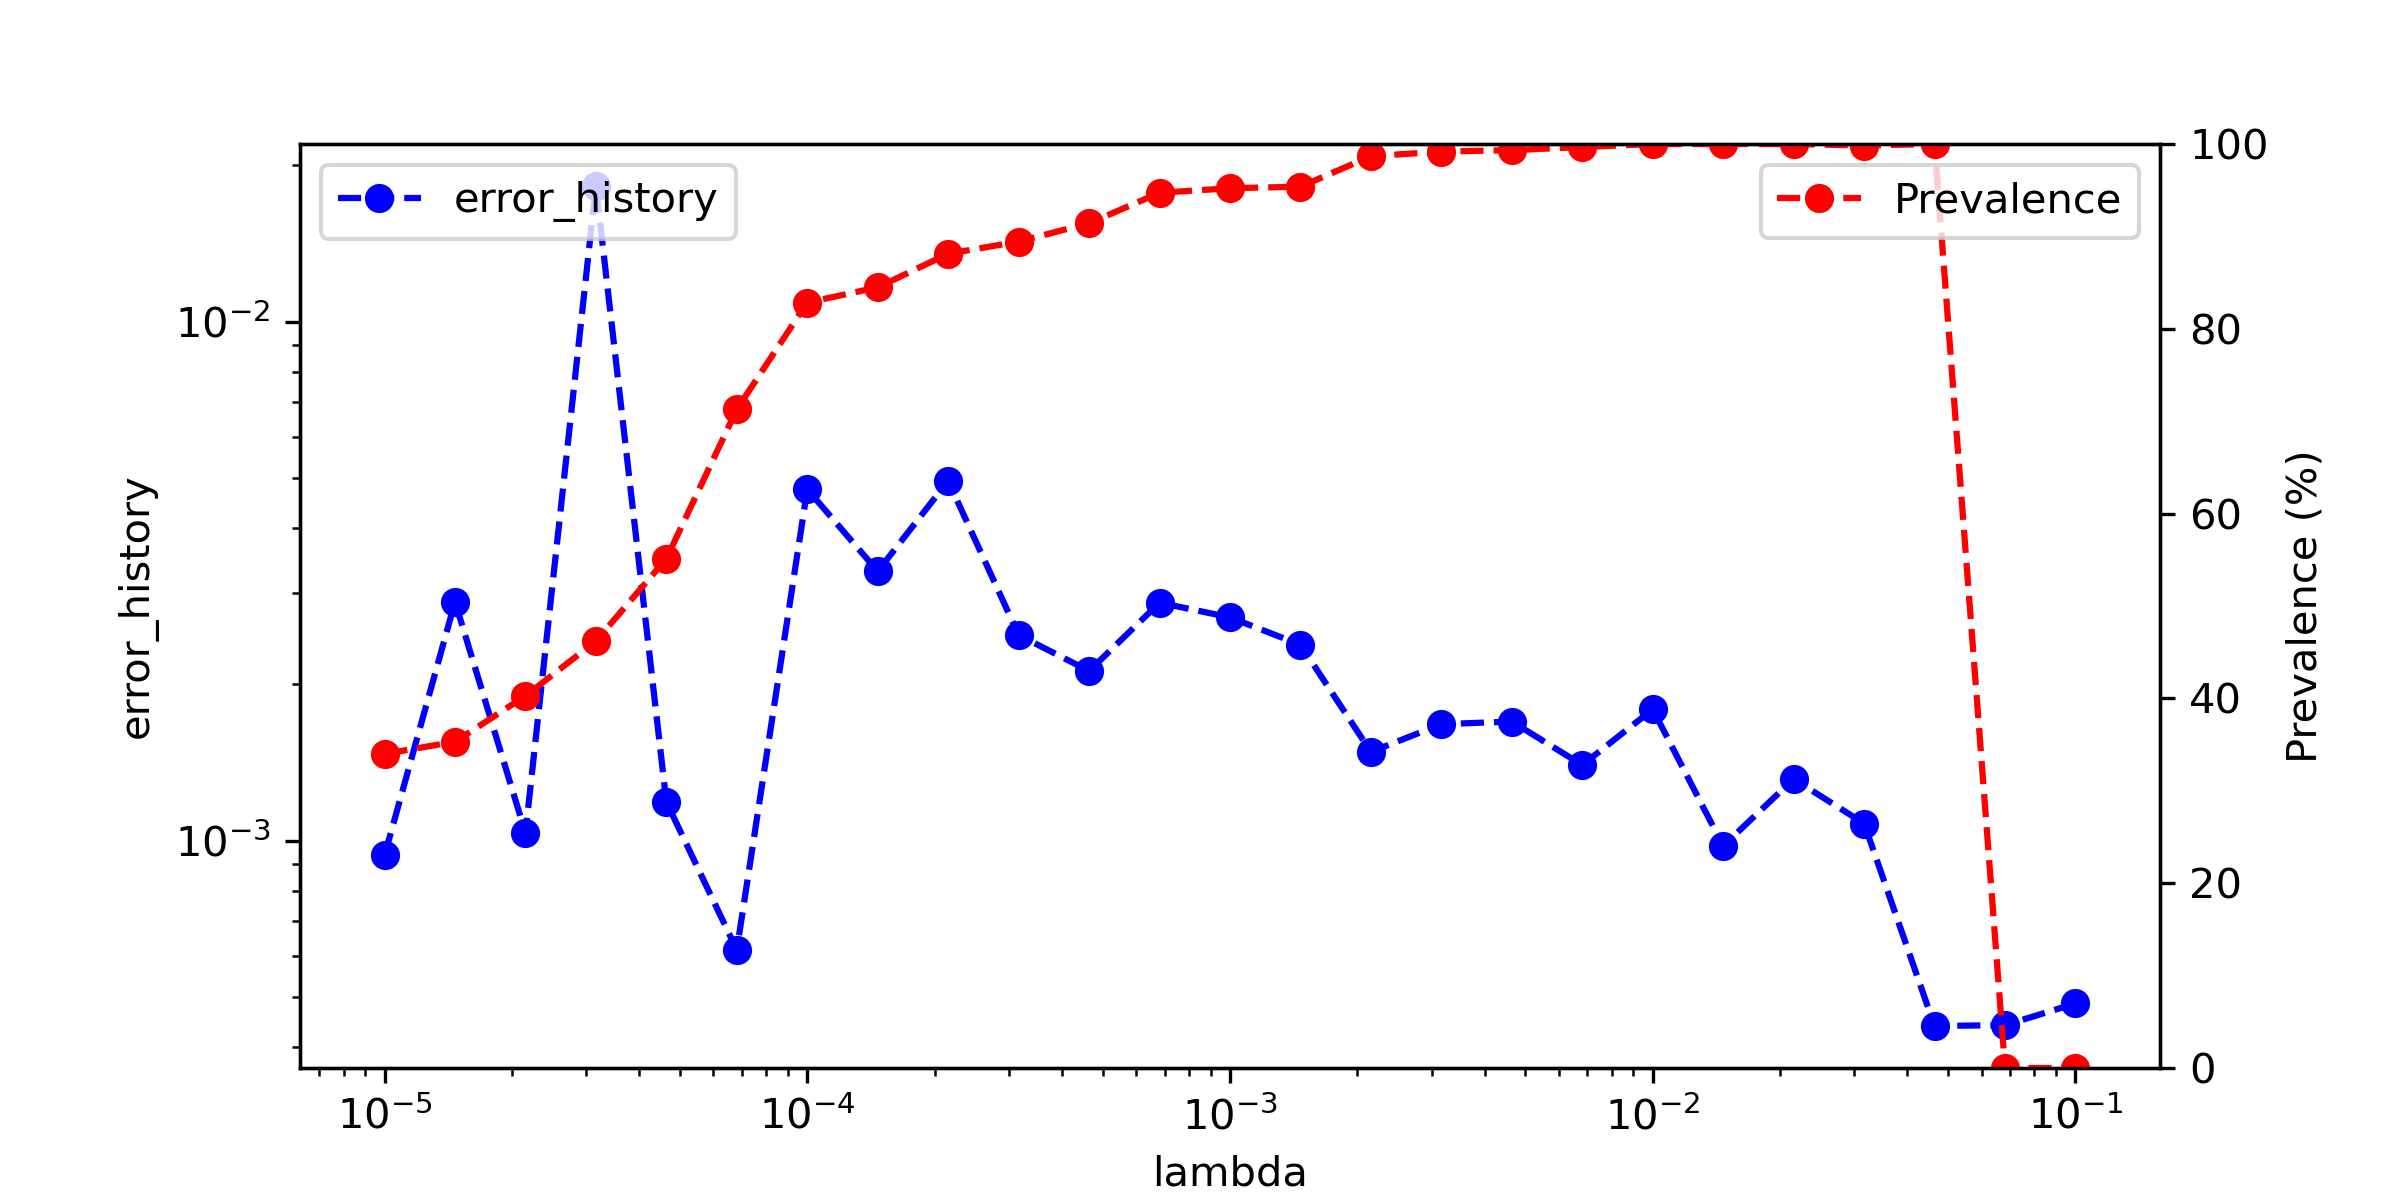 error_history
Prevalence
10⁻²
10⁻³
error_history
100
80
60
40
20
0
Prevalence (%)
10⁻⁵
10⁻⁴
10⁻³
10⁻²
10⁻¹
lambda